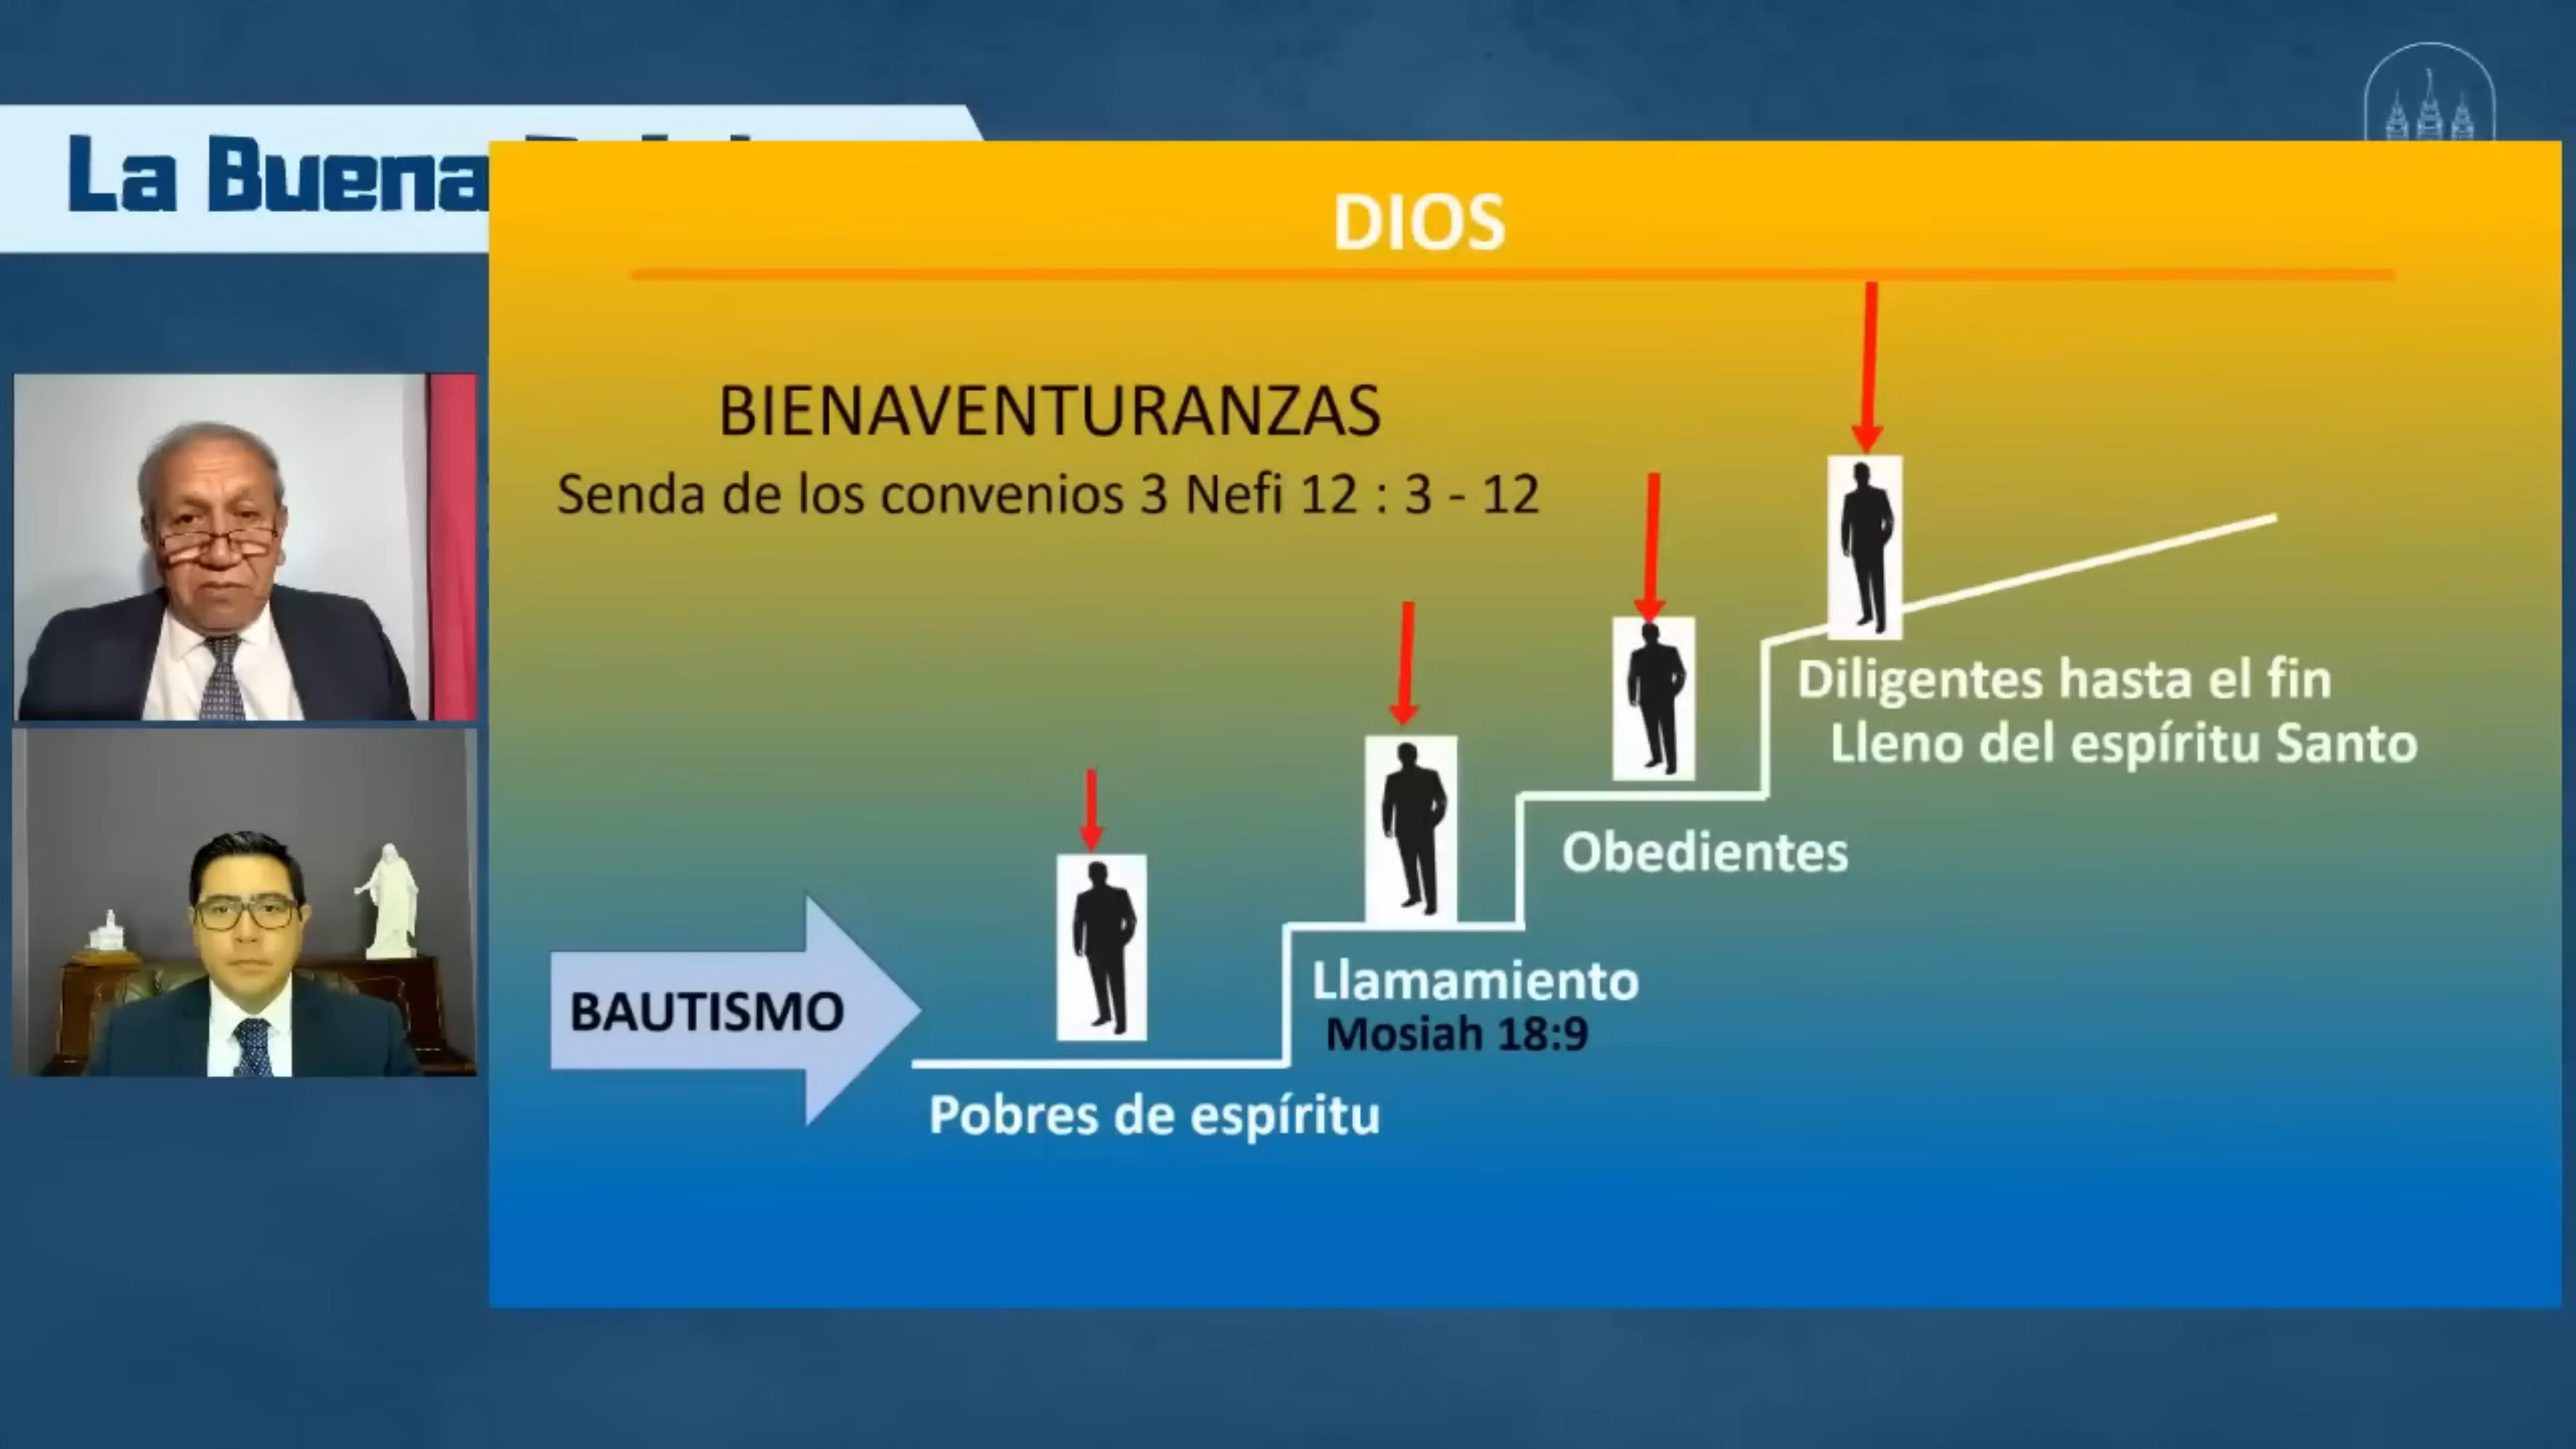 La Buena
DIOS
BIENAVENTURANZAS
Senda de los convenios 3 Nefi 12 : 3 - 12
Diligentes hasta el fin
Lleno del espíritu Santo
Obedientes
Llamamiento
Mosiah 18:9
BAUTISMO
Pobres de espíritu